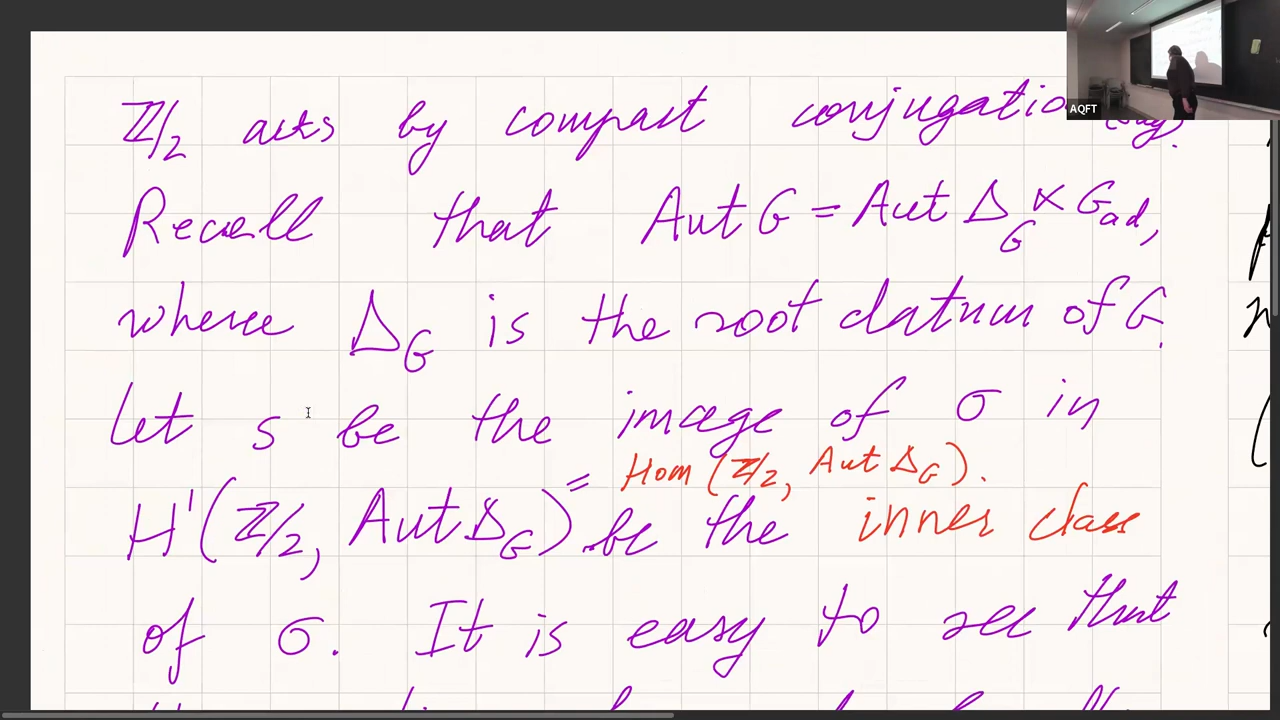 ℤ/2 acts by compact conjugation
Recall that Aut G = Aut Δ_G ⋉ G_ad,
where Δ_G is the root datum of G.
Let s be the image of σ in
= Hom (ℤ/2, Aut Δ_G).
H¹(ℤ/2, Aut Δ_G) be the inner class
of σ. It is easy to see that
AQFT